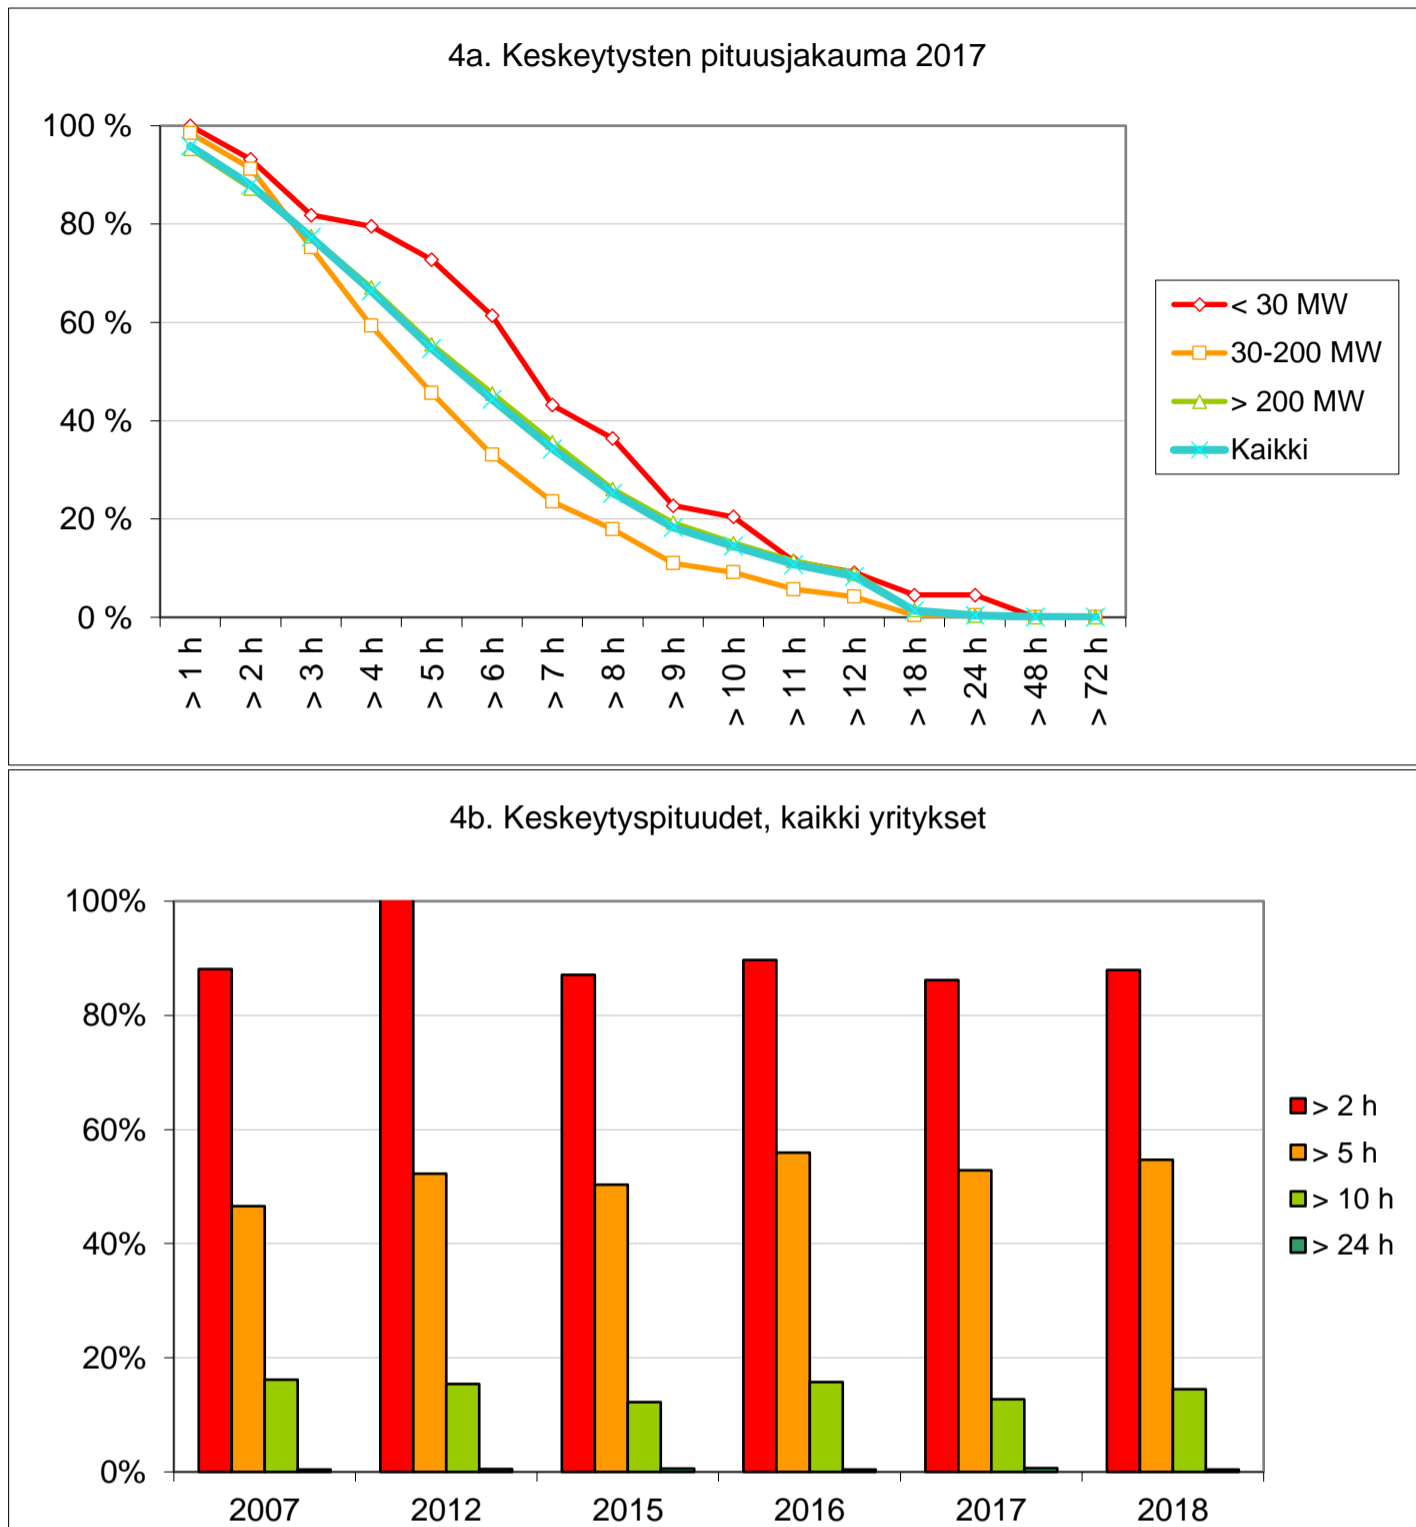 4a. Keskeytysten pituusjakauma 2017
100 %
80 %
60 %
40 %
20 %
0 %
> 1 h
> 2 h
> 3 h
> 4 h
> 5 h
> 6 h
> 7 h
> 8 h
> 9 h
> 10 h
> 11 h
> 12 h
> 18 h
> 24 h
> 48 h
> 72 h
< 30 MW
30-200 MW
> 200 MW
Kaikki
4b. Keskeytyspituudet, kaikki yritykset
100%
80%
60%
40%
20%
0%
2007 2012 2015 2016 2017 2018
> 2 h
> 5 h
> 10 h
> 24 h